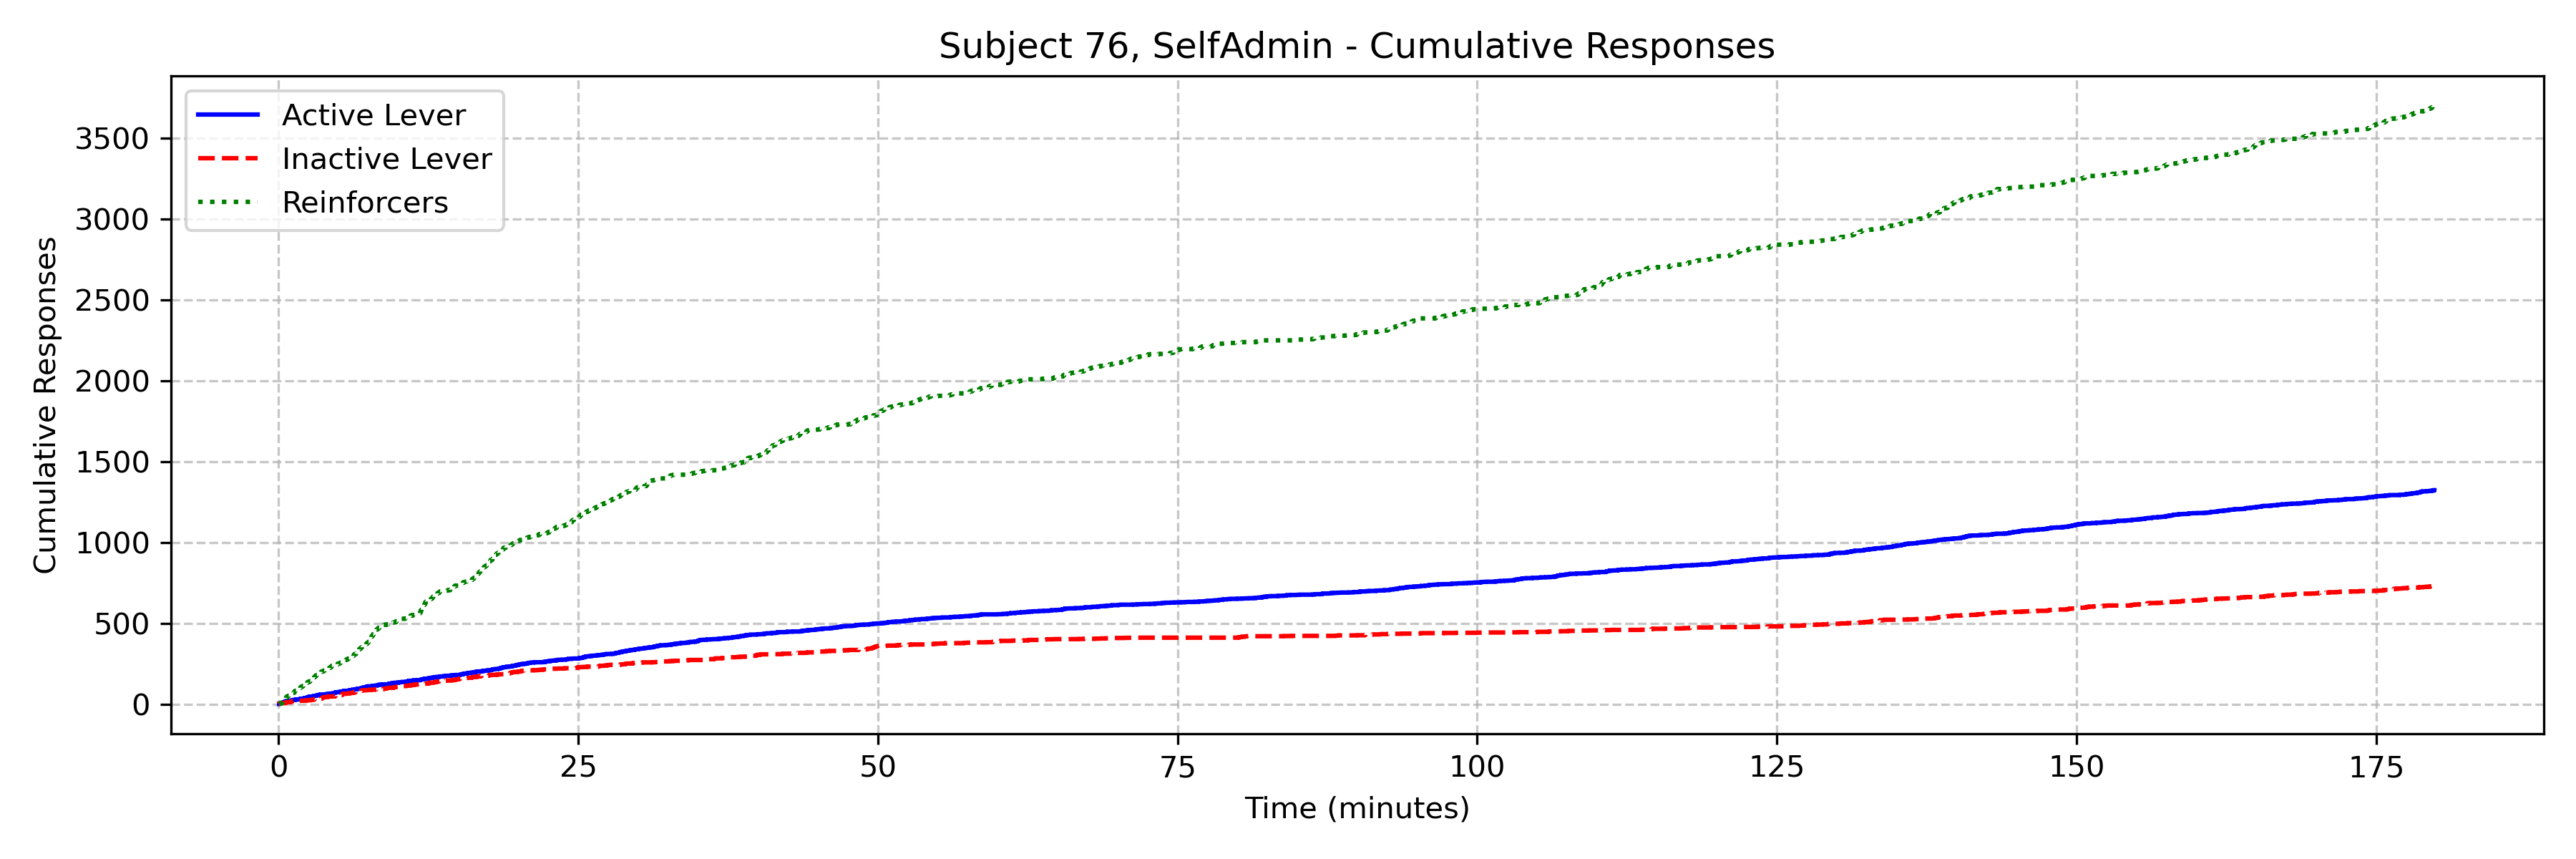 Subject 76, SelfAdmin - Cumulative Responses
Active Lever
Inactive Lever
Reinforcers
Cumulative Responses
3500
3000
2500
2000
1500
1000
500
0
0 25 50 75 100 125 150 175
Time (minutes)